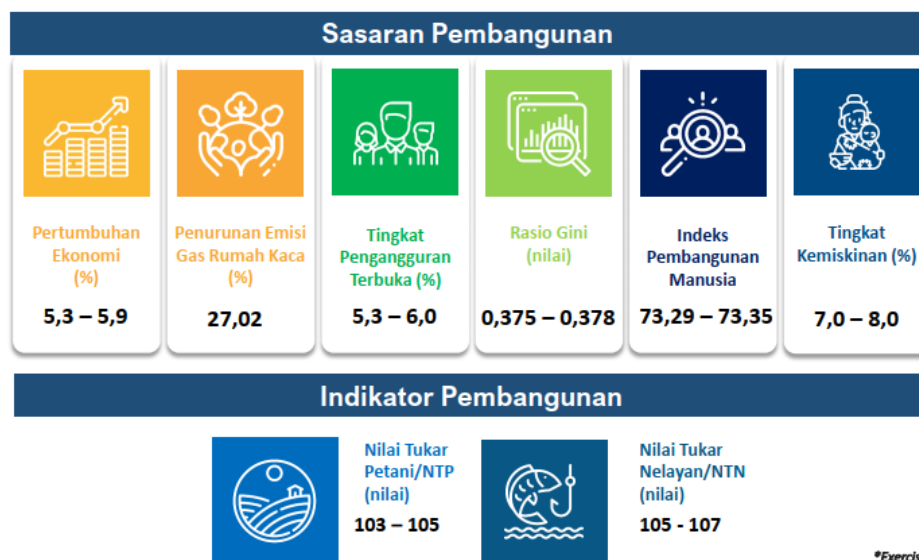 Sasaran Pembangunan
Pertumbuhan
Ekonomi
(%)
5,3 – 5,9
Penurunan Emisi
Gas Rumah Kaca
(%)
27,02
Tingkat
Pengangguran
Terbuka (%)
5,3 – 6,0
Rasio Gini
(nilai)
0,375 – 0,378
Indeks
Pembangunan
Manusia
73,29 – 73,35
Tingkat
Kemiskinan (%)
7,0 – 8,0
Indikator Pembangunan
Nilai Tukar
Petani/NTP
(nilai)
103 – 105
Nilai Tukar
Nelayan/NTN
(nilai)
105 - 107